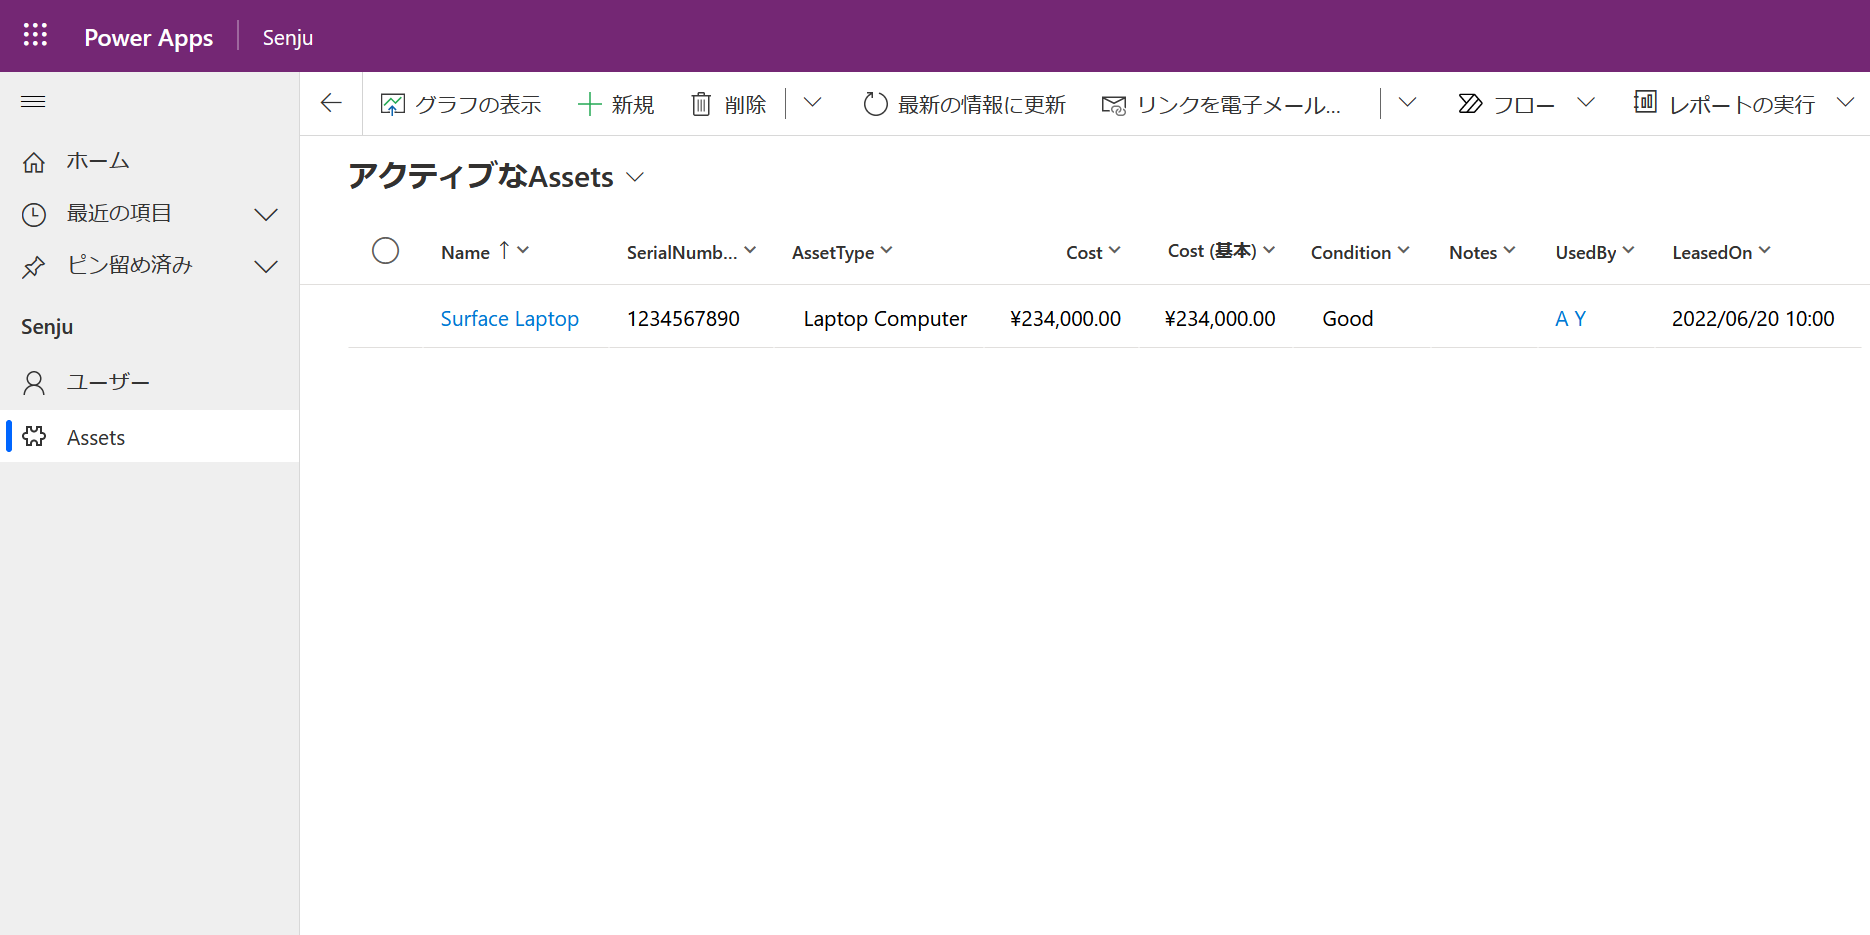 Power Apps Senju
グラフの表示 新規 削除 最新の情報に更新 リンクを電子メール... フロー レポートの実行
ホーム
最近の項目
ピン留め済み
Senju
ユーザー
Assets
アクティブなAssets
Name ↑ SerialNumb... AssetType Cost Cost (基本) Condition Notes UsedBy LeasedOn
Surface Laptop 1234567890 Laptop Computer ¥234,000.00 ¥234,000.00 Good A Y 2022/06/20 10:00